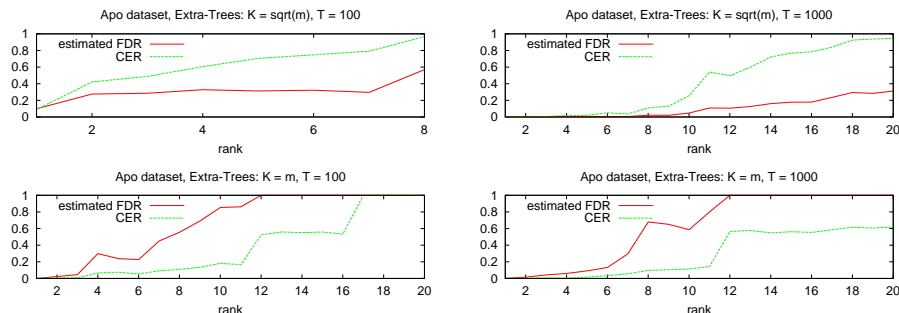 Apo dataset, Extra-Trees: K = sqrt(m), T = 100
1
0.8
0.6
0.4
0.2
0
estimated FDR
CER
2 4 6 8
rank
Apo dataset, Extra-Trees: K = sqrt(m), T = 1000
1
0.8
0.6
0.4
0.2
0
estimated FDR
CER
2 4 6 8 10 12 14 16 18 20
rank
Apo dataset, Extra-Trees: K = m, T = 100
1
0.8
0.6
0.4
0.2
0
estimated FDR
CER
2 4 6 8 10 12 14 16 18 20
rank
Apo dataset, Extra-Trees: K = m, T = 1000
1
0.8
0.6
0.4
0.2
0
estimated FDR
CER
2 4 6 8 10 12 14 16 18 20
rank